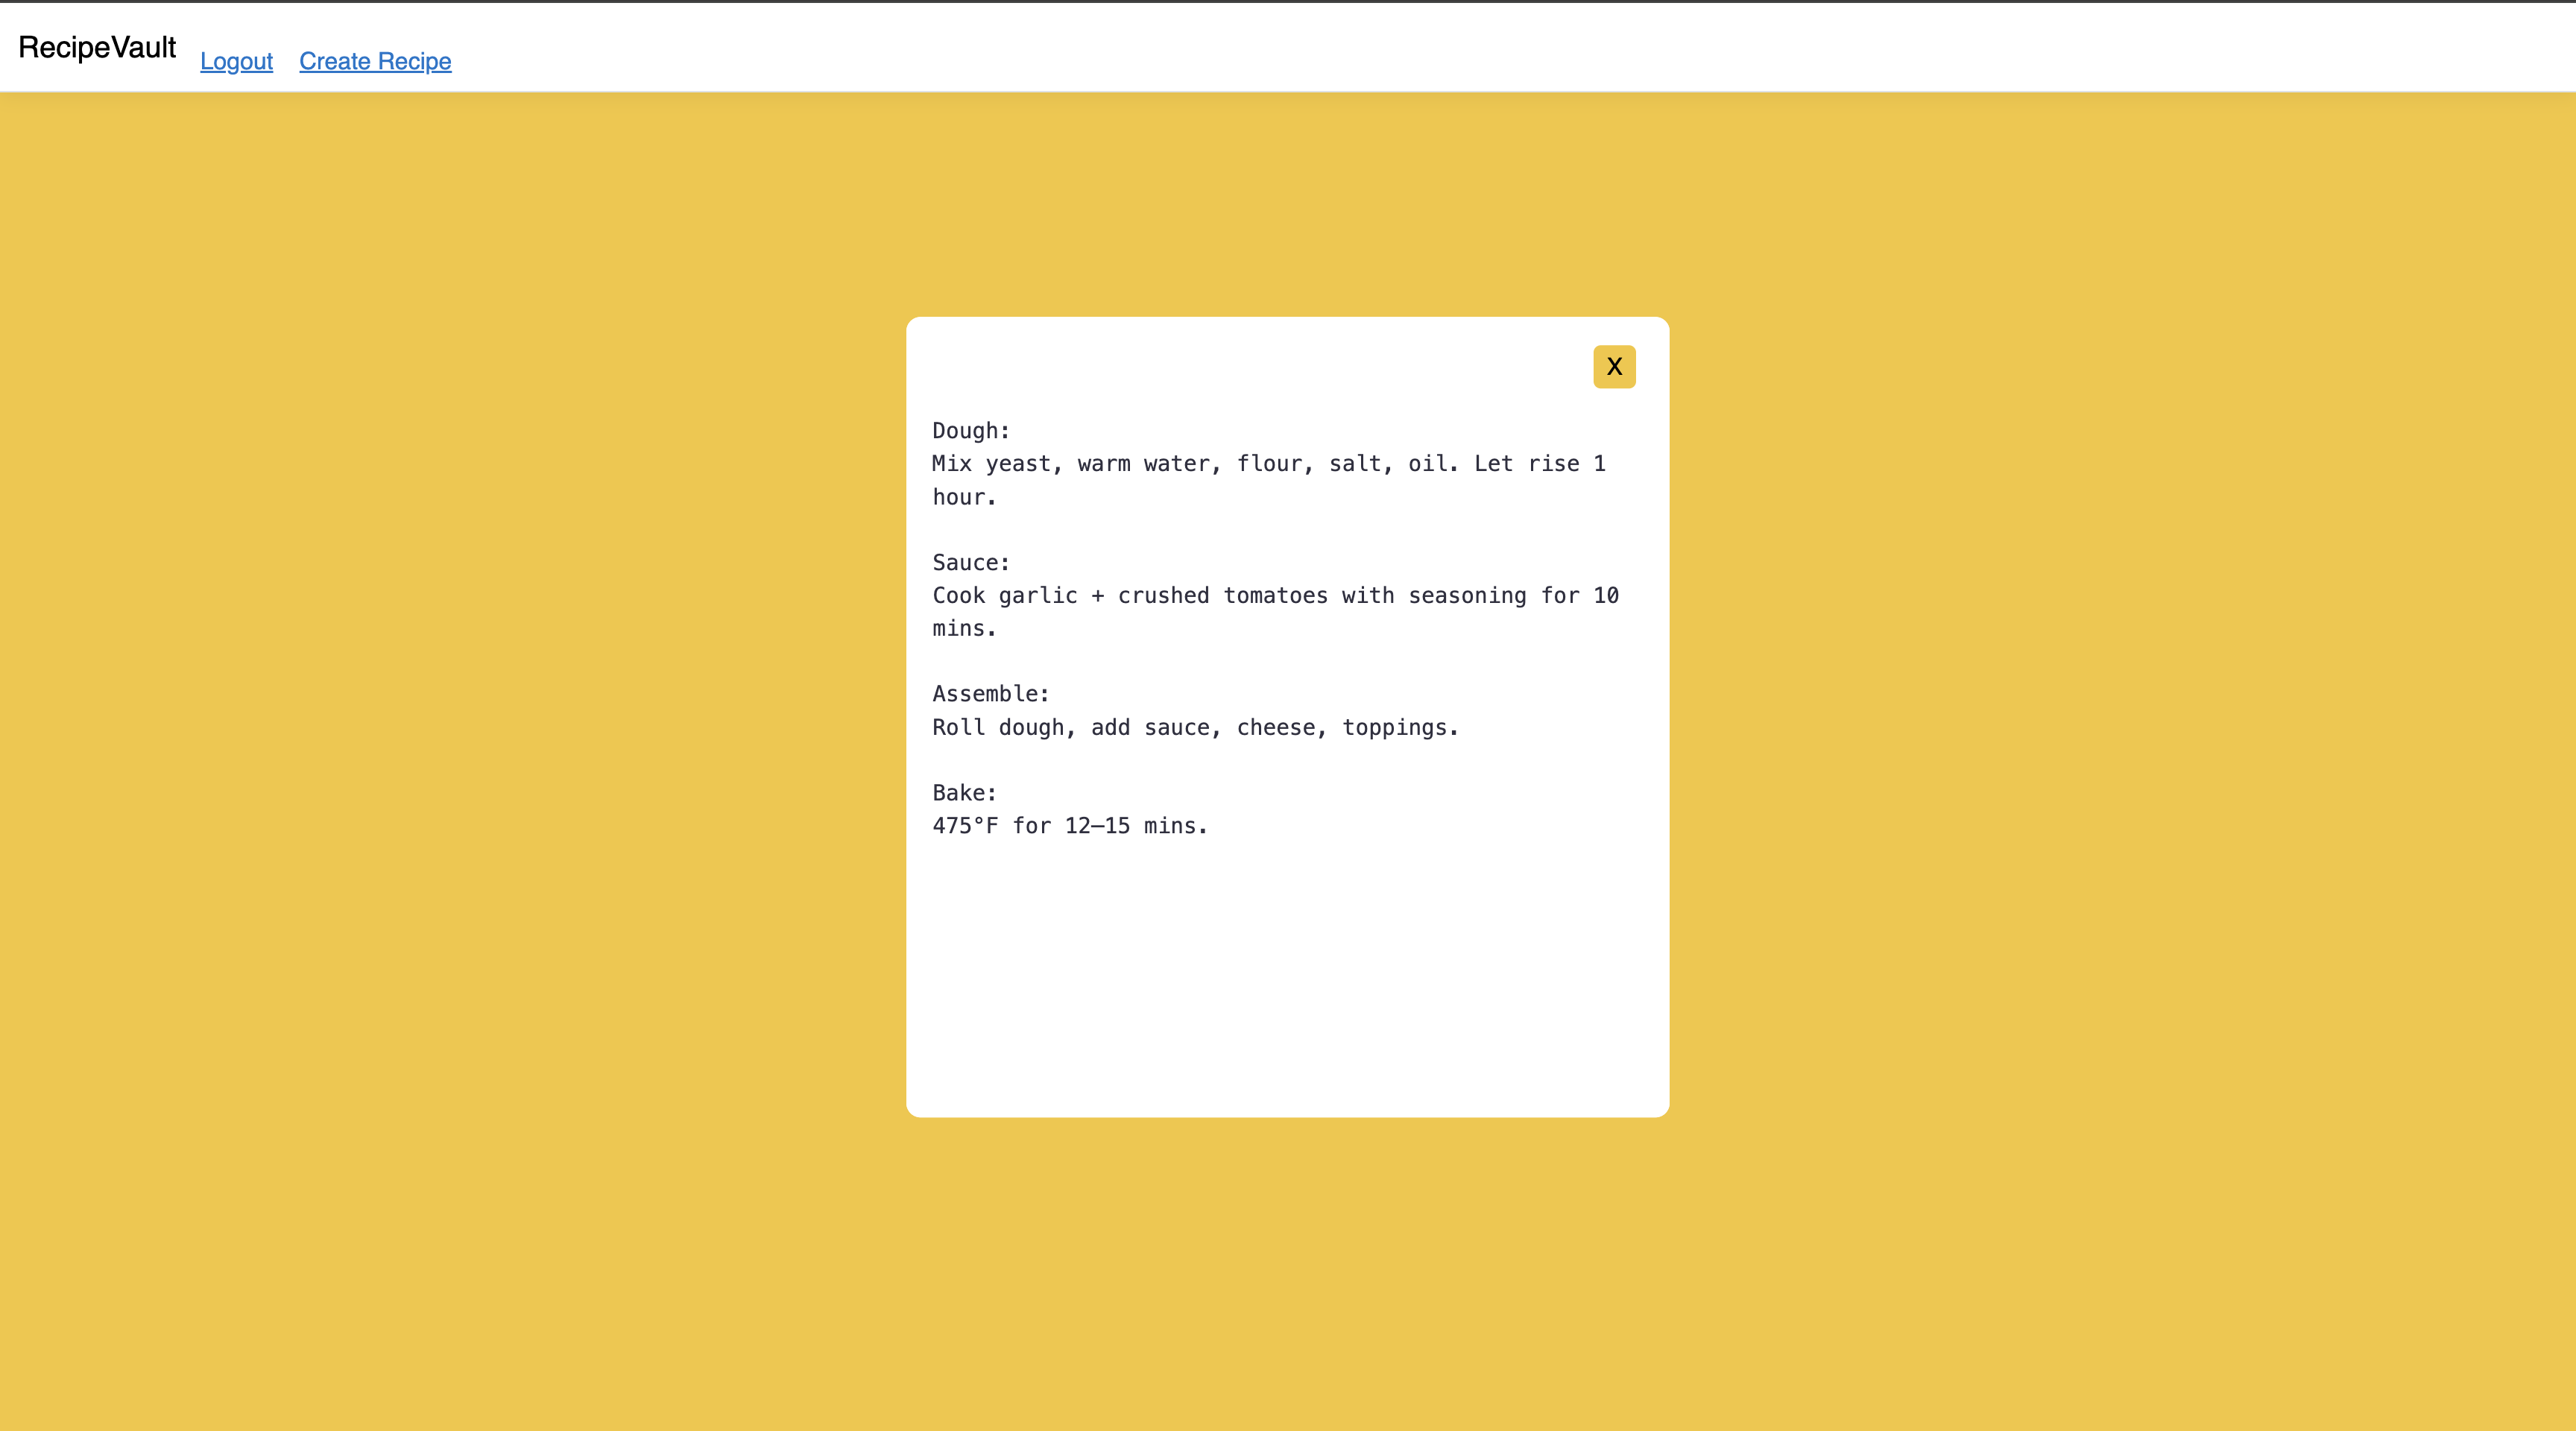 RecipeVault
Logout
Create Recipe
X
Dough:
Mix yeast, warm water, flour, salt, oil. Let rise 1
hour.
Sauce:
Cook garlic + crushed tomatoes with seasoning for 10
mins.
Assemble:
Roll dough, add sauce, cheese, toppings.
Bake:
475°F for 12–15 mins.